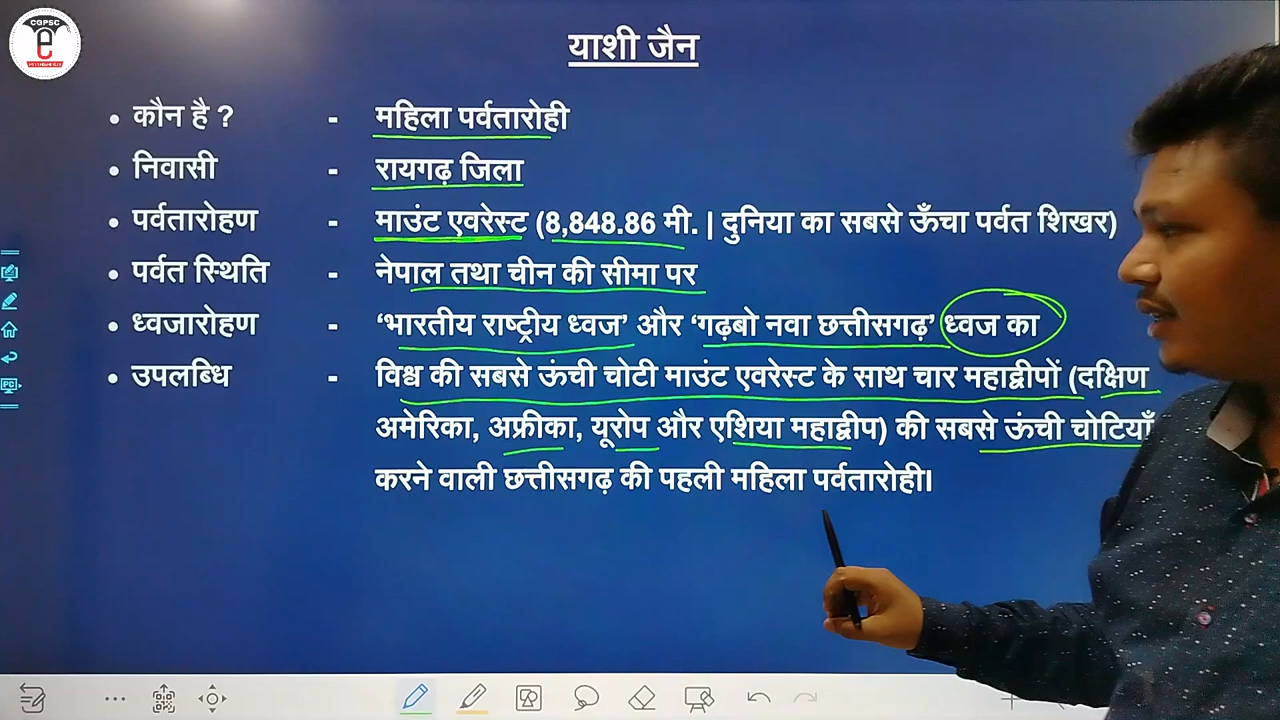 CGPSC
e
याशी जैन
• कौन है ? - महिला पर्वतारोही
• निवासी - रायगढ़ जिला
• पर्वतारोहण - माउंट एवरेस्ट (8,848.86 मी. | दुनिया का सबसे ऊँचा पर्वत शिखर)
• पर्वत स्थिति - नेपाल तथा चीन की सीमा पर
• ध्वजारोहण - ‘भारतीय राष्ट्रीय ध्वज’ और ‘गढ़बो नवा छत्तीसगढ़’ ध्वज का
• उपलब्धि - विश्व की सबसे ऊंची चोटी माउंट एवरेस्ट के साथ चार महाद्वीपों (दक्षिण
अमेरिका, अफ्रीका, यूरोप और एशिया महाद्वीप) की सबसे ऊंची चोटियाँ
करने वाली छत्तीसगढ़ की पहली महिला पर्वतारोही।
PC